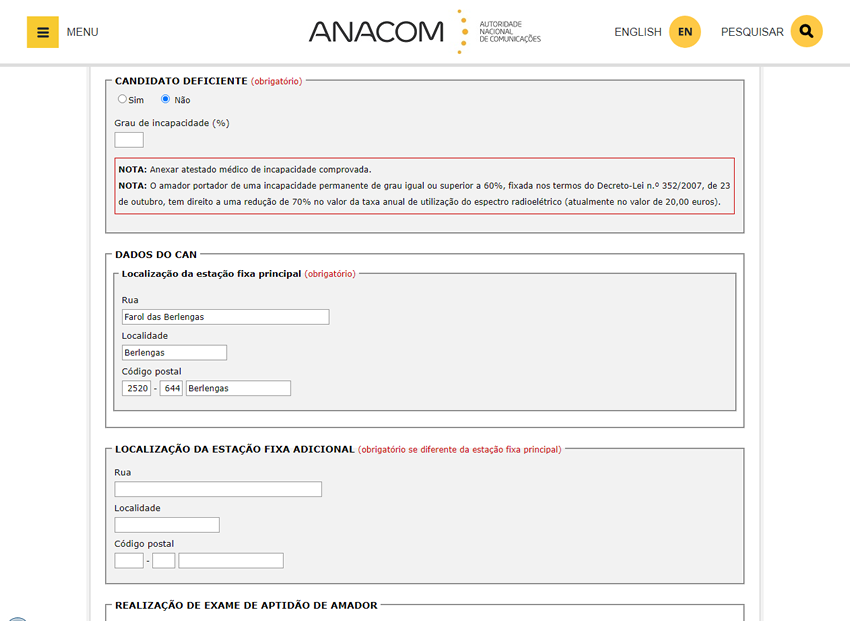 MENU
ANACOM
AUTORIDADE
NACIONAL
DE COMUNICAÇÕES
ENGLISH EN
PESQUISAR
CANDIDATO DEFICIENTE (obrigatório)
Sim Não
Grau de incapacidade (%)
NOTA: Anexar atestado médico de incapacidade comprovada.
NOTA: O amador portador de uma incapacidade permanente de grau igual ou superior a 60%, fixada nos termos do Decreto-Lei n.º 352/2007, de 23
de outubro, tem direito a uma redução de 70% no valor da taxa anual de utilização do espectro radioelétrico (atualmente no valor de 20,00 euros).
DADOS DO CAN
Localização da estação fixa principal (obrigatório)
Rua
Farol das Berlengas
Localidade
Berlengas
Código postal
2520 - 644 Berlengas
LOCALIZAÇÃO DA ESTAÇÃO FIXA ADICIONAL (obrigatório se diferente da estação fixa principal)
Rua
Localidade
Código postal
-
REALIZAÇÃO DE EXAME DE APTIDÃO DE AMADOR